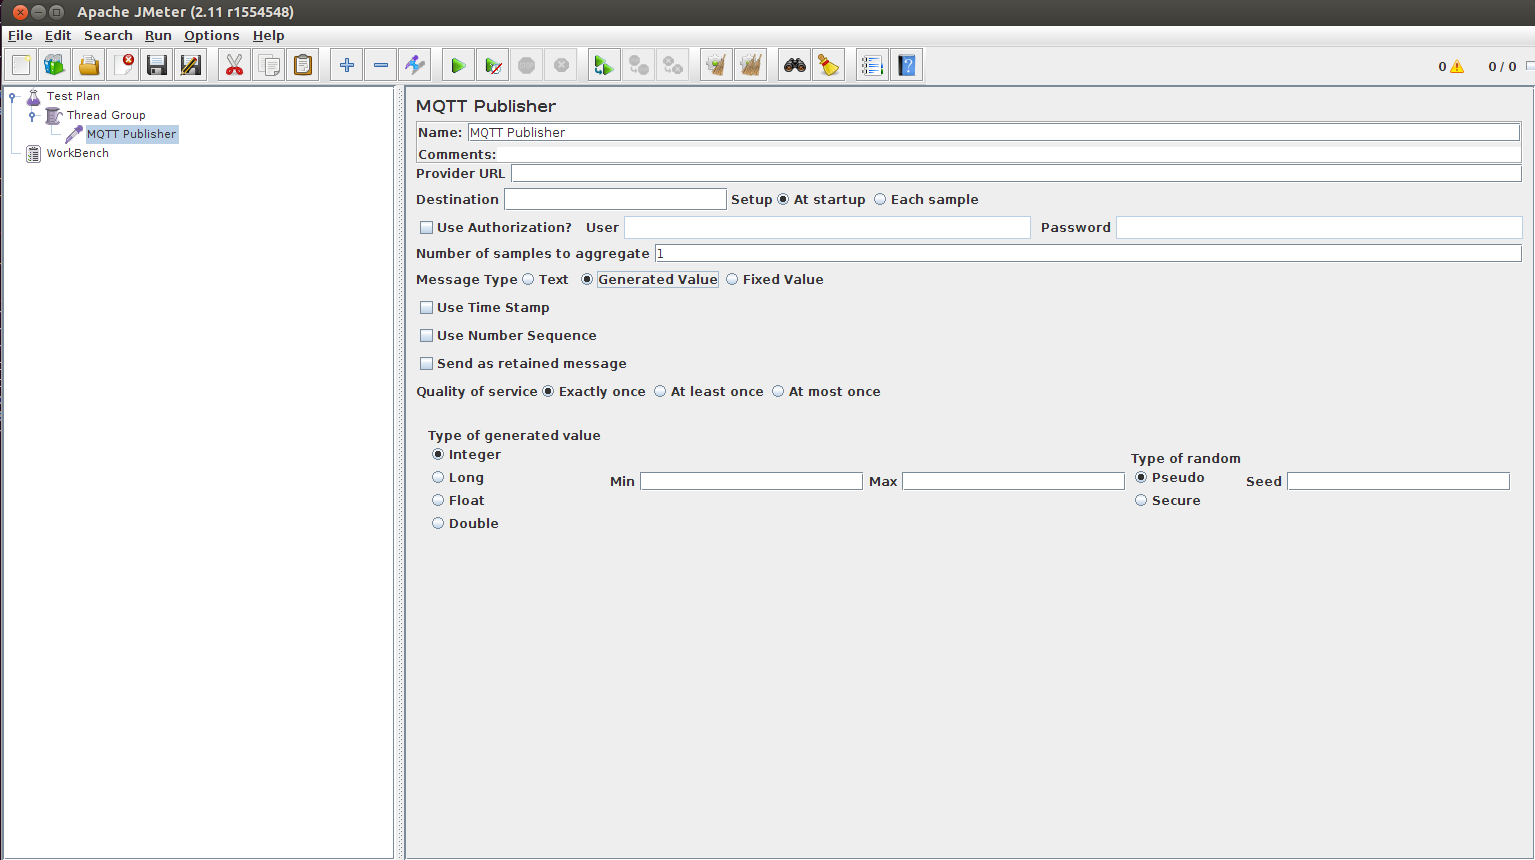 Apache JMeter (2.11 r1554548)
File Edit Search Run Options Help
0 0 / 0
Test Plan
Thread Group
MQTT Publisher
WorkBench
MQTT Publisher
Name: MQTT Publisher
Comments:
Provider URL
Destination Setup At startup Each sample
Use Authorization? User Password
Number of samples to aggregate 1
Message Type Text Generated Value Fixed Value
Use Time Stamp
Use Number Sequence
Send as retained message
Quality of service Exactly once At least once At most once
Type of generated value
Integer
Long
Float
Double
Min Max
Type of random
Pseudo
Secure
Seed